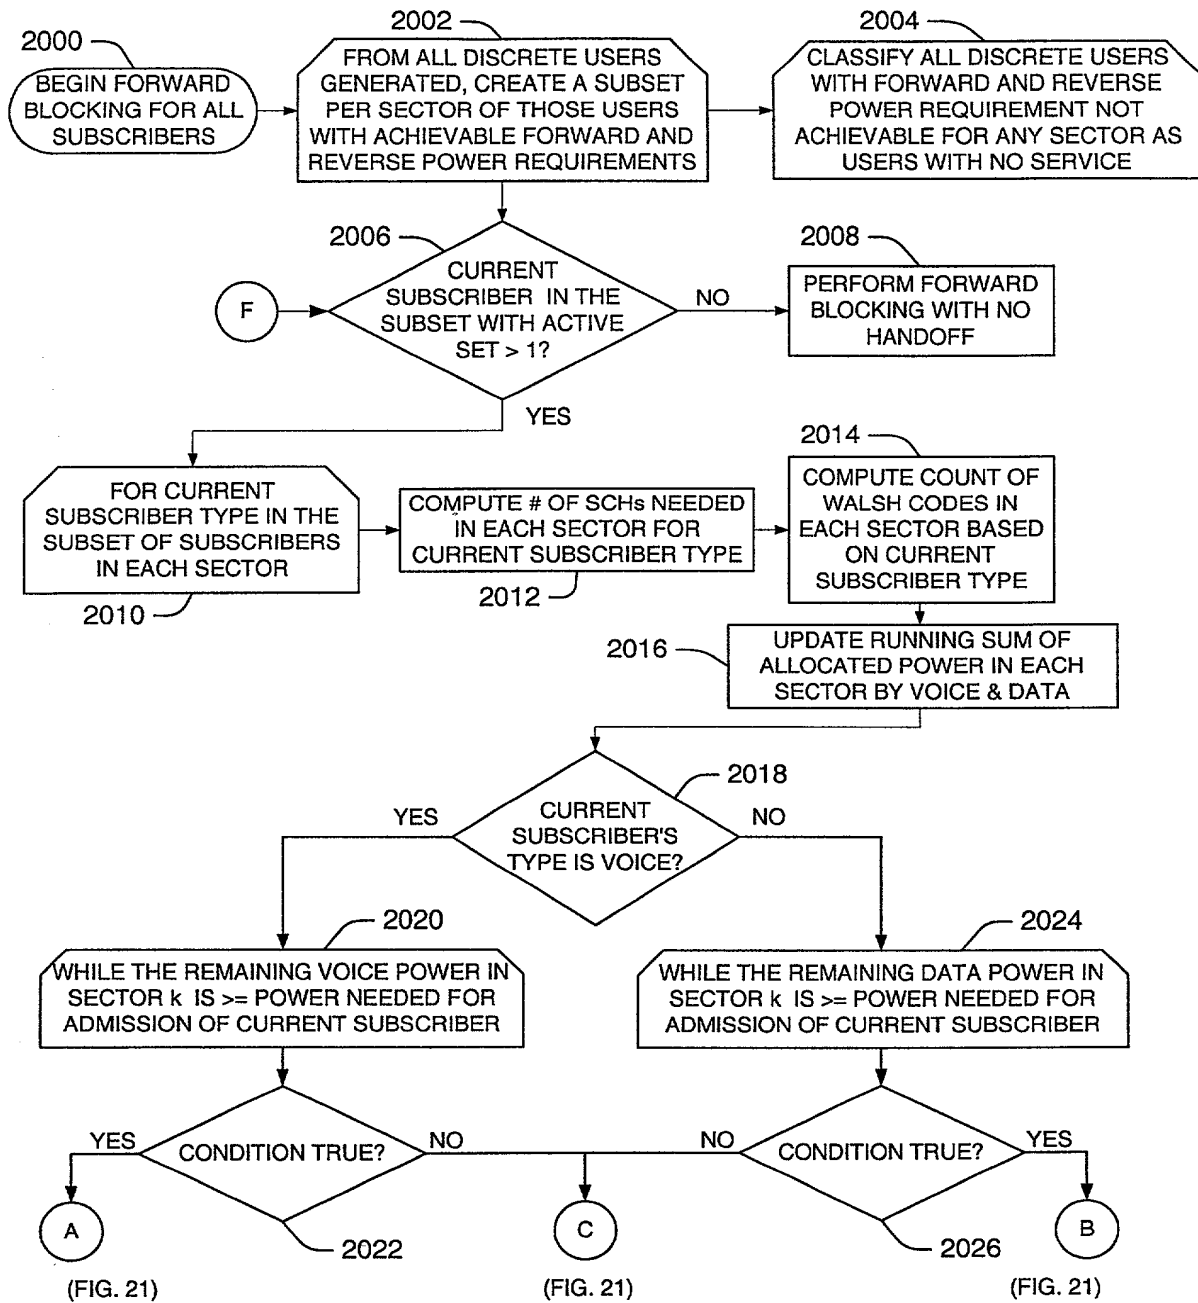 2000
BEGIN FORWARD
BLOCKING FOR ALL
SUBSCRIBERS
2002
FROM ALL DISCRETE USERS
GENERATED, CREATE A SUBSET
PER SECTOR OF THOSE USERS
WITH ACHIEVABLE FORWARD AND
REVERSE POWER REQUIREMENTS
2004
CLASSIFY ALL DISCRETE USERS
WITH FORWARD AND REVERSE
POWER REQUIREMENT NOT
ACHIEVABLE FOR ANY SECTOR AS
USERS WITH NO SERVICE
2006
F
CURRENT
SUBSCRIBER IN THE
SUBSET WITH ACTIVE
SET > 1?
NO
2008
PERFORM FORWARD
BLOCKING WITH NO
HANDOFF
YES
FOR CURRENT
SUBSCRIBER TYPE IN THE
SUBSET OF SUBSCRIBERS
IN EACH SECTOR
2010
COMPUTE # OF SCHs NEEDED
IN EACH SECTOR FOR
CURRENT SUBSCRIBER TYPE
2012
2014
COMPUTE COUNT OF
WALSH CODES IN
EACH SECTOR BASED
ON CURRENT
SUBSCRIBER TYPE
2016
UPDATE RUNNING SUM OF
ALLOCATED POWER IN EACH
SECTOR BY VOICE & DATA
2018
YES
CURRENT
SUBSCRIBER'S
TYPE IS VOICE?
NO
2020
WHILE THE REMAINING VOICE POWER IN
SECTOR k IS >= POWER NEEDED FOR
ADMISSION OF CURRENT SUBSCRIBER
2024
WHILE THE REMAINING DATA POWER IN
SECTOR k IS >= POWER NEEDED FOR
ADMISSION OF CURRENT SUBSCRIBER
YES
CONDITION TRUE?
NO
2022
NO
CONDITION TRUE?
YES
2026
A
(FIG. 21)
C
(FIG. 21)
B
(FIG. 21)